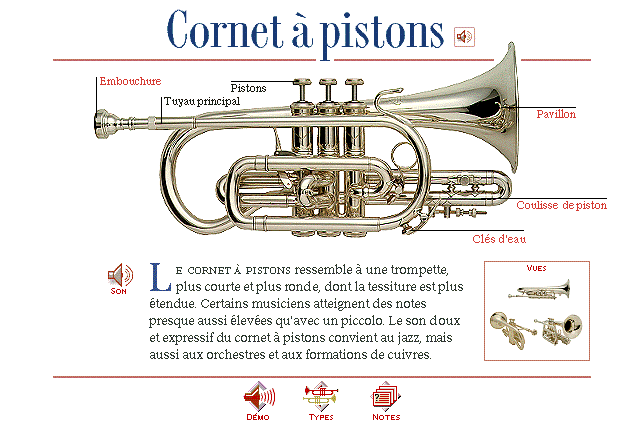 Cornet à pistons
Embouchure
Pistons
Tuyau principal
Pavillon
Coulisse de piston
Clés d'eau
Son
LE CORNET À PISTONS ressemble à une trompette,
plus courte et plus ronde, dont la tessiture est plus
étendue. Certains musiciens atteignent des notes
presque aussi élevées qu'avec un piccolo. Le son doux
et expressif du cornet à pistons convient au jazz, mais
aussi aux orchestres et aux formations de cuivres.
Vues
Démo
Types
Notes